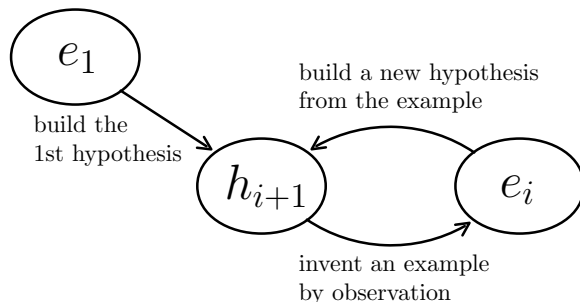 e₁
build the
1st hypothesis
build a new hypothesis
from the example
hᵢ₊₁
eᵢ
invent an example
by observation